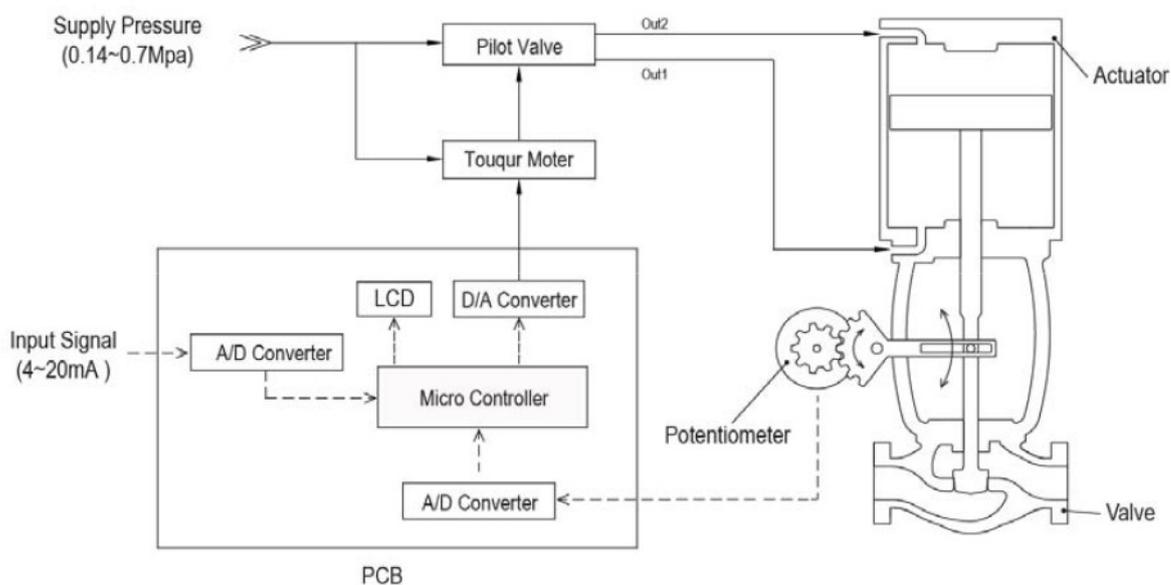 Supply Pressure
(0.14~0.7Mpa)
Pilot Valve
Out2
Out1
Actuator
Touqur Moter
LCD
D/A Converter
Input Signal
(4~20mA )
A/D Converter
Micro Controller
Potentiometer
A/D Converter
Valve
PCB